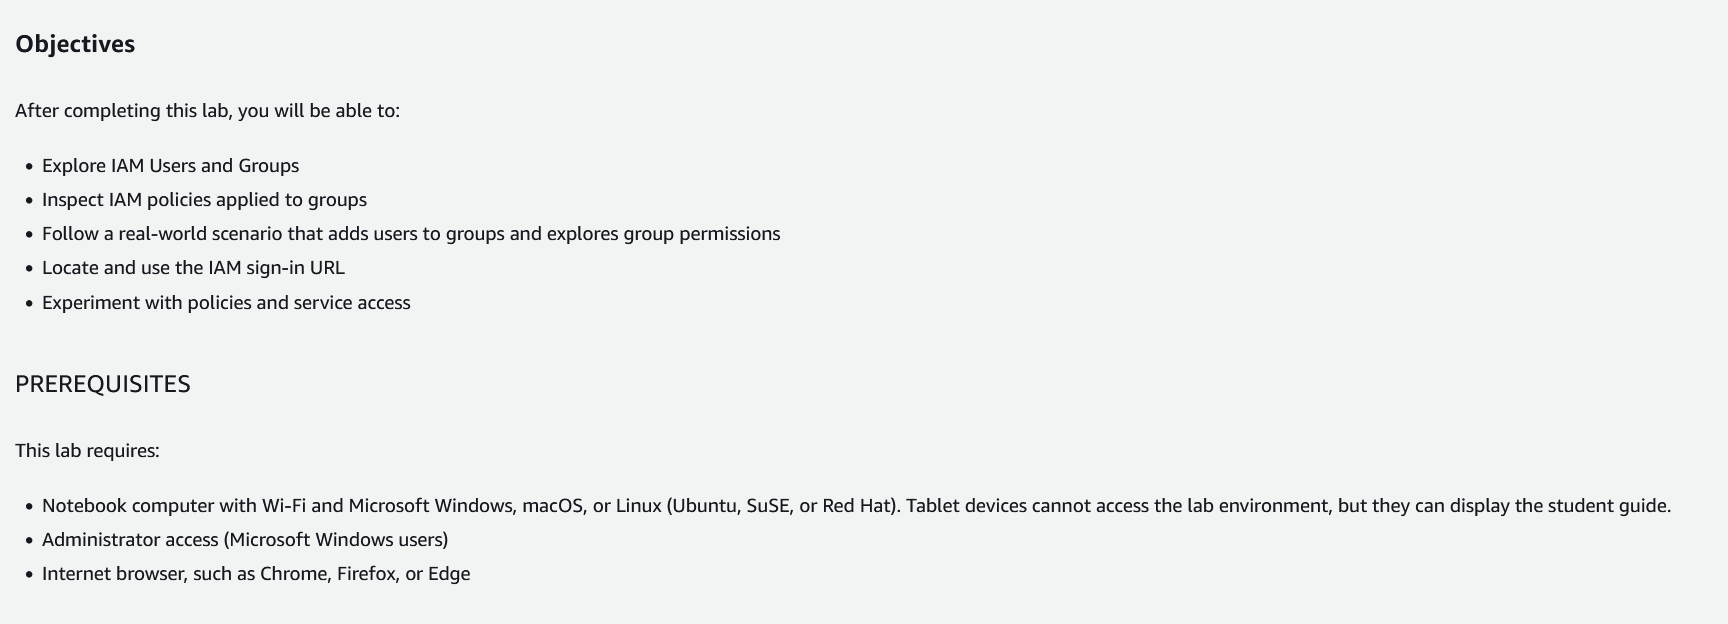 Objectives
After completing this lab, you will be able to:
• Explore IAM Users and Groups
• Inspect IAM policies applied to groups
• Follow a real-world scenario that adds users to groups and explores group permissions
• Locate and use the IAM sign-in URL
• Experiment with policies and service access
PREREQUISITES
This lab requires:
• Notebook computer with Wi-Fi and Microsoft Windows, macOS, or Linux (Ubuntu, SuSE, or Red Hat). Tablet devices cannot access the lab environment, but they can display the student guide.
• Administrator access (Microsoft Windows users)
• Internet browser, such as Chrome, Firefox, or Edge